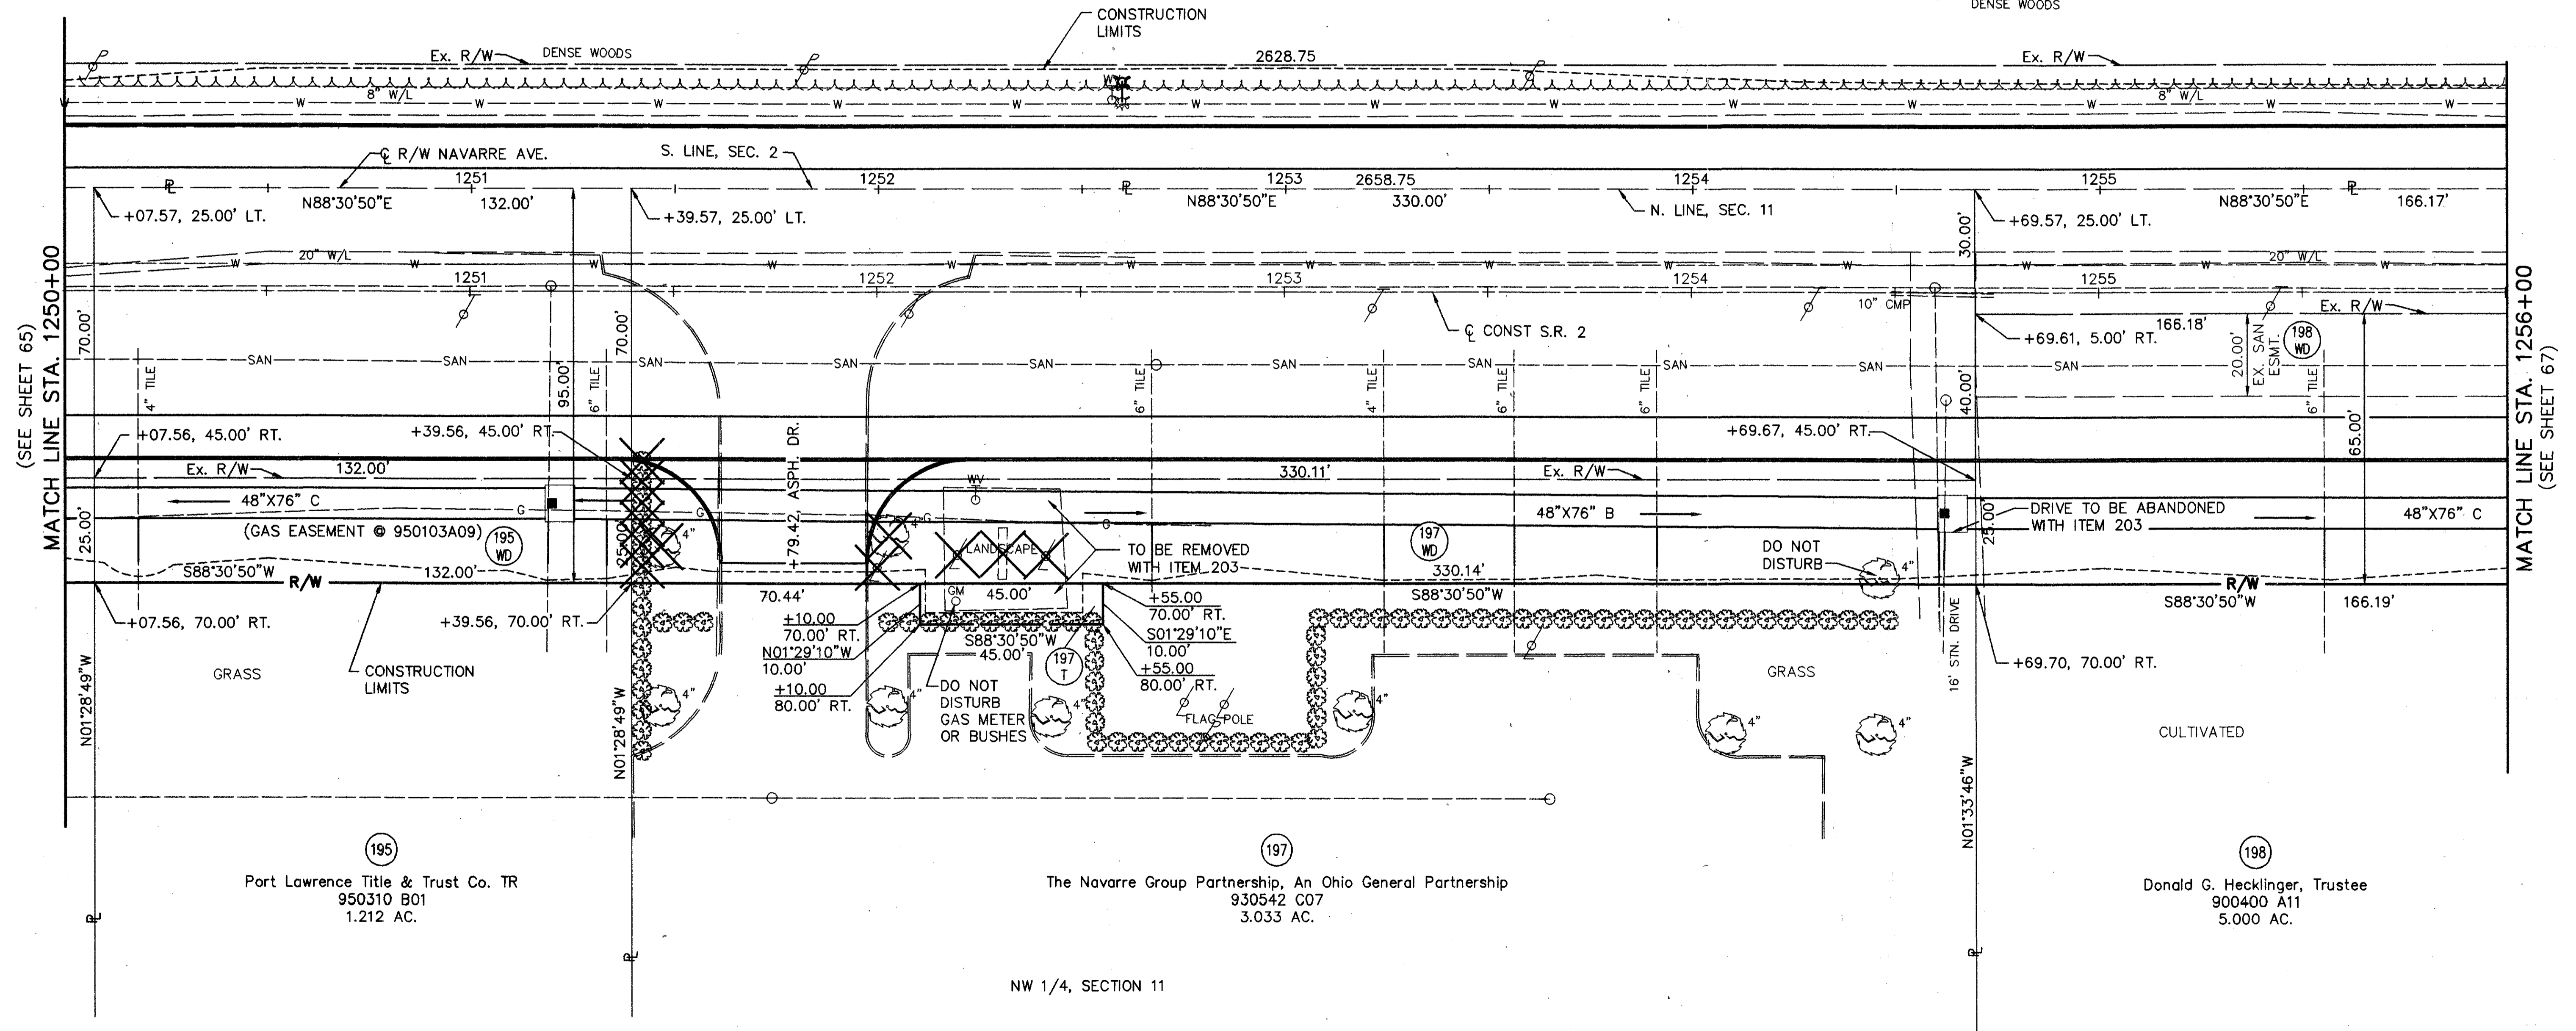 DENSE WOODS
CONSTRUCTION
LIMITS
Ex. R/W
DENSE WOODS
2628.75
Ex. R/W
8" W/L
W W W W W W WV W W W W W W W
8" W/L
℄ R/W NAVARRE AVE.
S. LINE, SEC. 2
1251
1252
1253
2658.75
1254
1255
N88°30'50"E
132.00'
N88°30'50"E
330.00'
N. LINE, SEC. 11
N88°30'50"E
166.17'
+07.57, 25.00' LT.
+39.57, 25.00' LT.
+69.57, 25.00' LT.
30.00'
20" W/L
W W W W W W W W W W W W W
20" W/L
1251
1252
1253
1254
1255
10" CMP
Ex. R/W
℄ CONST S.R. 2
166.18'
+69.61, 5.00' RT.
198
WD
70.00'
70.00'
20.00'
EX. SAN
ESMT.
SAN SAN SAN SAN SAN SAN SAN SAN SAN SAN
4" TILE
95.00'
6" TILE
6" TILE
4" TILE
6" TILE
6" TILE
40.00'
6" TILE
65.00'
(SEE SHEET 65)
MATCH LINE STA. 1250+00
MATCH LINE STA. 1256+00
(SEE SHEET 67)
+07.56, 45.00' RT.
+39.56, 45.00' RT.
+79.42, ASPH. DR.
+69.67, 45.00' RT.
Ex. R/W
132.00'
330.11'
Ex. R/W
48"X76" C
WV
48"X76" B
DRIVE TO BE ABANDONED
WITH ITEM 203
48"X76" C
G G G G
(GAS EASEMENT @ 950103A09)
195
WD
25.00'
25.00'
25.00'
4"
4"
LANDSCAPE
TO BE REMOVED
WITH ITEM 203
197
WD
DO NOT
DISTURB
4"
S88°30'50"W
132.00'
R/W
330.14'
S88°30'50"W
R/W
S88°30'50"W
166.19'
70.44'
GM
45.00'
+07.56, 70.00' RT.
+39.56, 70.00' RT.
+10.00
70.00' RT.
N01°29'10"W
10.00'
+10.00
80.00' RT.
S88°30'50"W
45.00'
197
T
+55.00
70.00' RT.
S01°29'10"E
10.00'
+55.00
80.00' RT.
16' STN. DRIVE
+69.70, 70.00' RT.
GRASS
CONSTRUCTION
LIMITS
N01°28'49"W
N01°28'49"W
4"
4"
DO NOT
DISTURB
GAS METER
OR BUSHES
4"
FLAG POLE
4"
GRASS
4"
4"
N01°33'46"W
CULTIVATED
195
Port Lawrence Title & Trust Co. TR
950310 B01
1.212 AC.
197
The Navarre Group Partnership, An Ohio General Partnership
930542 C07
3.033 AC.
198
Donald G. Hecklinger, Trustee
900400 A11
5.000 AC.
NW 1/4, SECTION 11